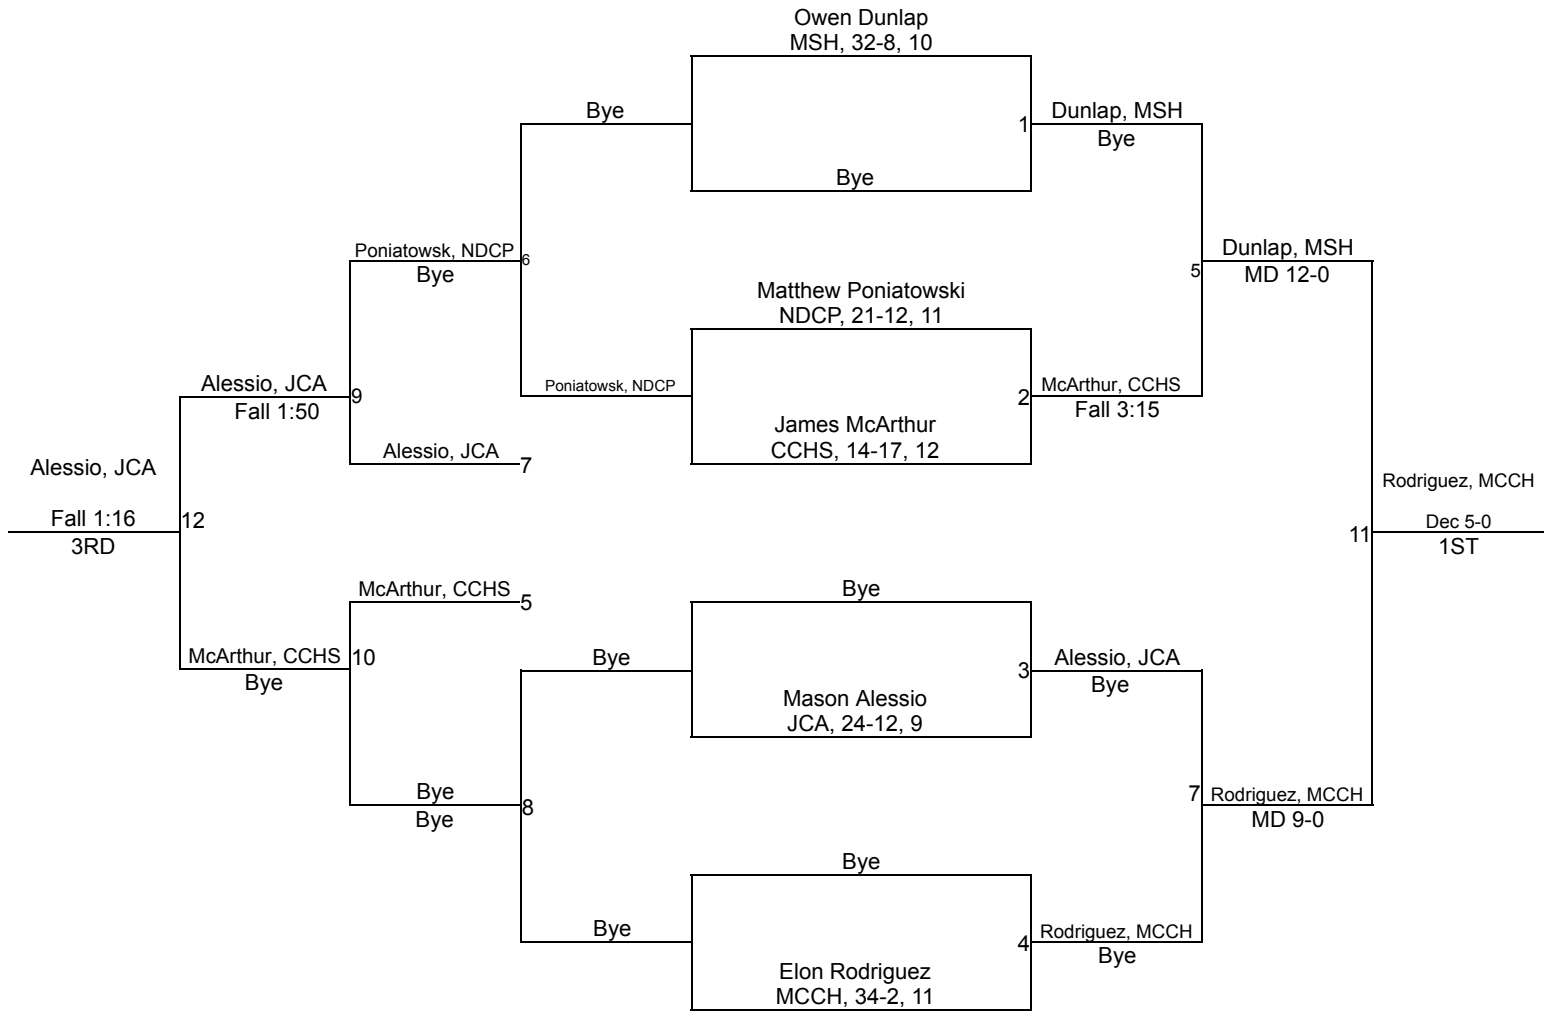 Owen Dunlap
MSH, 32-8, 10
Bye
1
Dunlap, MSH
Bye
Bye
Poniatowsk, NDCP
6
Bye
Dunlap, MSH
5
MD 12-0
Matthew Poniatowski
NDCP, 21-12, 11
Alessio, JCA
9
Fall 1:50
Poniatowsk, NDCP
2
McArthur, CCHS
Fall 3:15
James McArthur
CCHS, 14-17, 12
Alessio, JCA
7
Alessio, JCA
Rodriguez, MCCH
Fall 1:16
12
3RD
11
Dec 5-0
1ST
McArthur, CCHS
5
Bye
McArthur, CCHS
10
Bye
Bye
3
Alessio, JCA
Bye
Mason Alessio
JCA, 24-12, 9
Bye
Bye
8
7
Rodriguez, MCCH
MD 9-0
Bye
Bye
4
Rodriguez, MCCH
Bye
Elon Rodriguez
MCCH, 34-2, 11